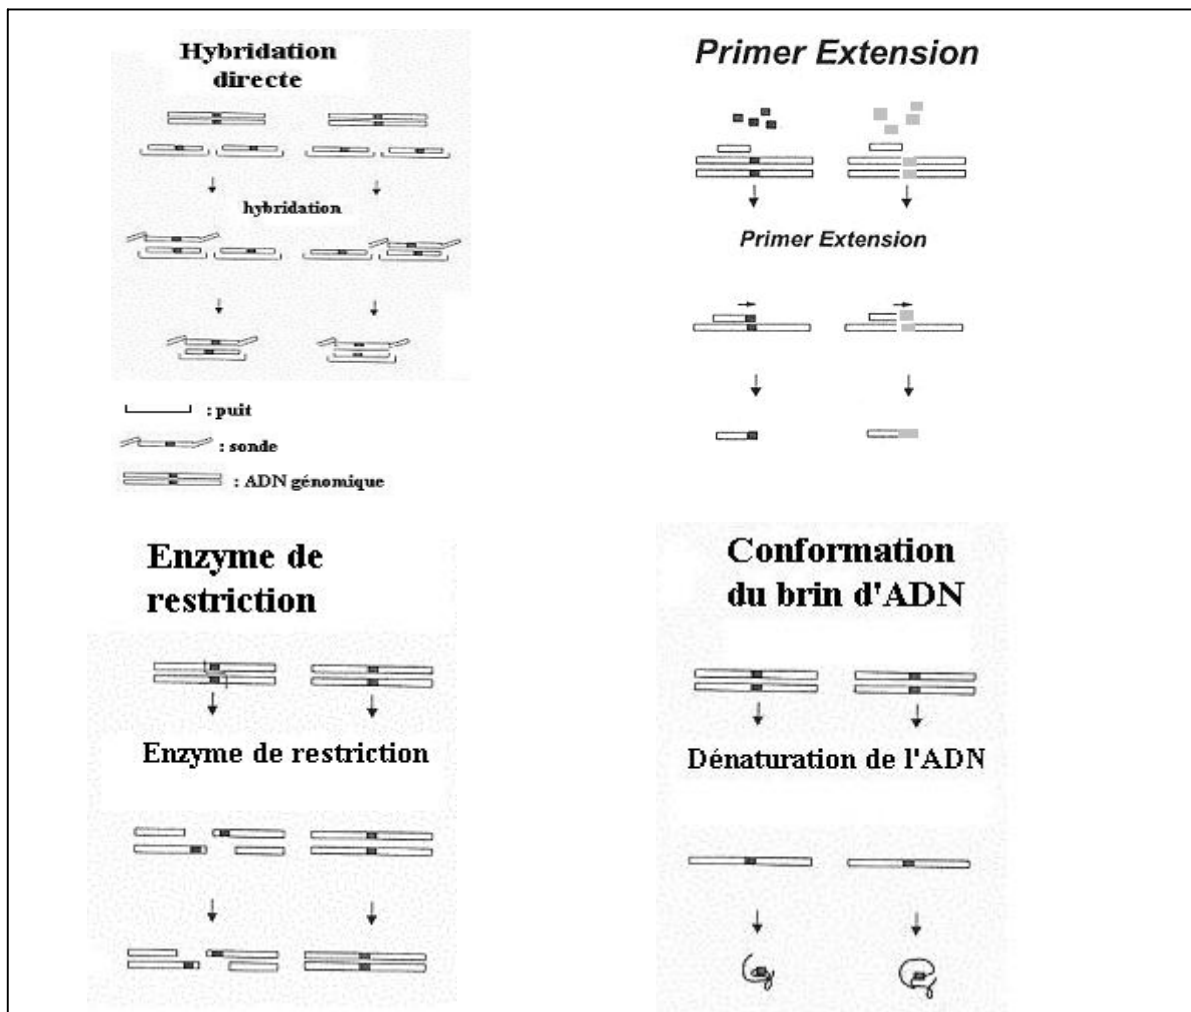 Hybridation
directe
hybridation
: puit
: sonde
: ADN génomique
Primer Extension
Primer Extension
Enzyme de
restriction
Enzyme de restriction
Conformation
du brin d'ADN
Dénaturation de l'ADN